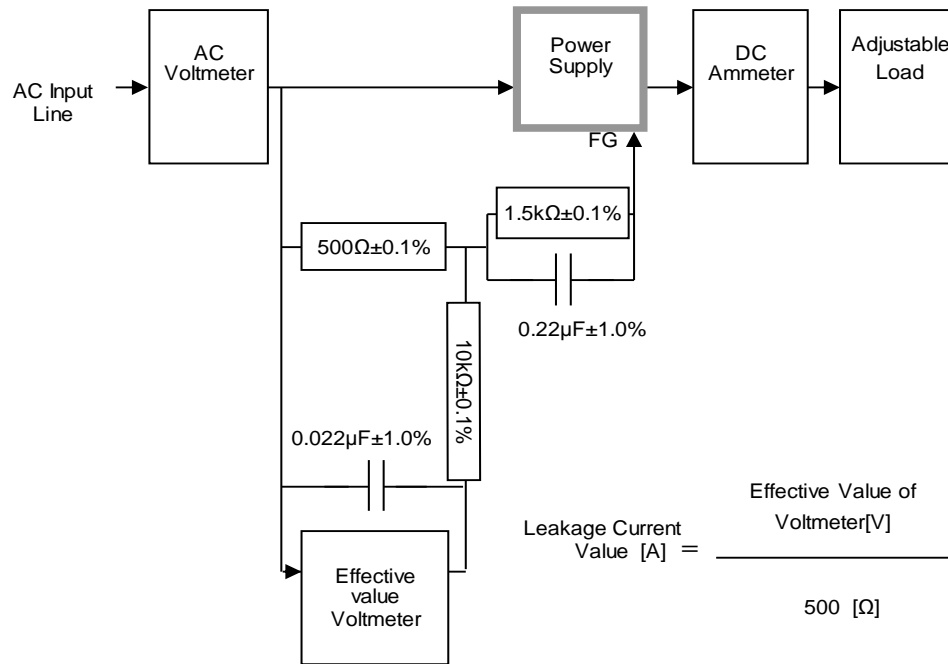 AC Input
Line
AC
Voltmeter
Power
Supply
DC
Ammeter
Adjustable
Load
FG
1.5kΩ±0.1%
500Ω±0.1%
0.22µF±1.0%
10kΩ±0.1%
0.022µF±1.0%
Effective
value
Voltmeter
Leakage Current
Value [A] =
Effective Value of
Voltmeter[V]
500 [Ω]